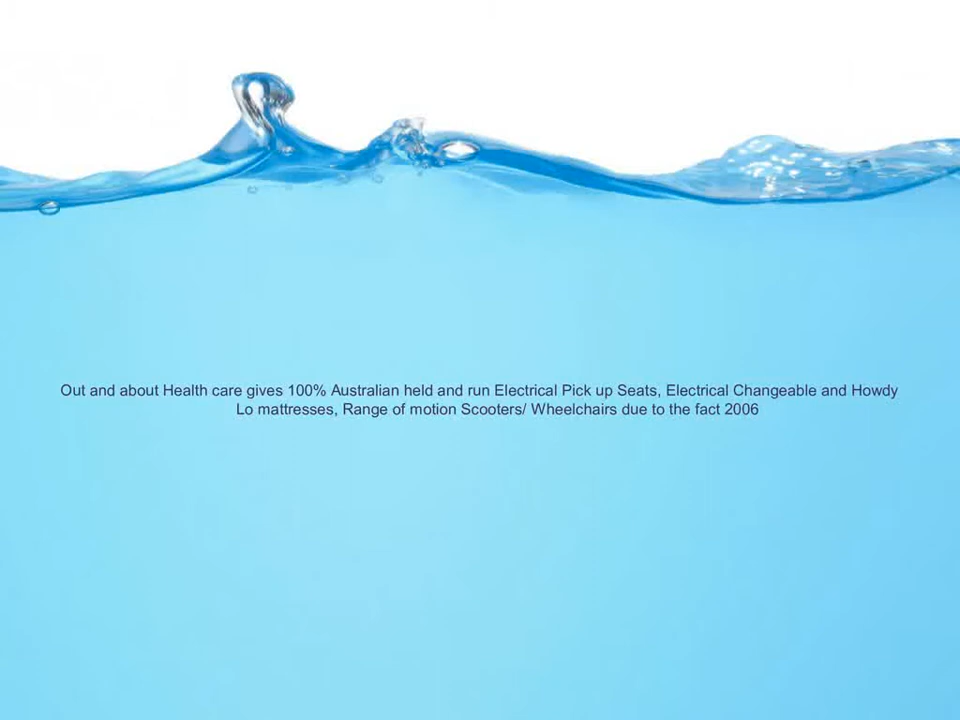 Out and about Health care gives 100% Australian held and run Electrical Pick up Seats, Electrical Changeable and Howdy
Lo mattresses, Range of motion Scooters/ Wheelchairs due to the fact 2006